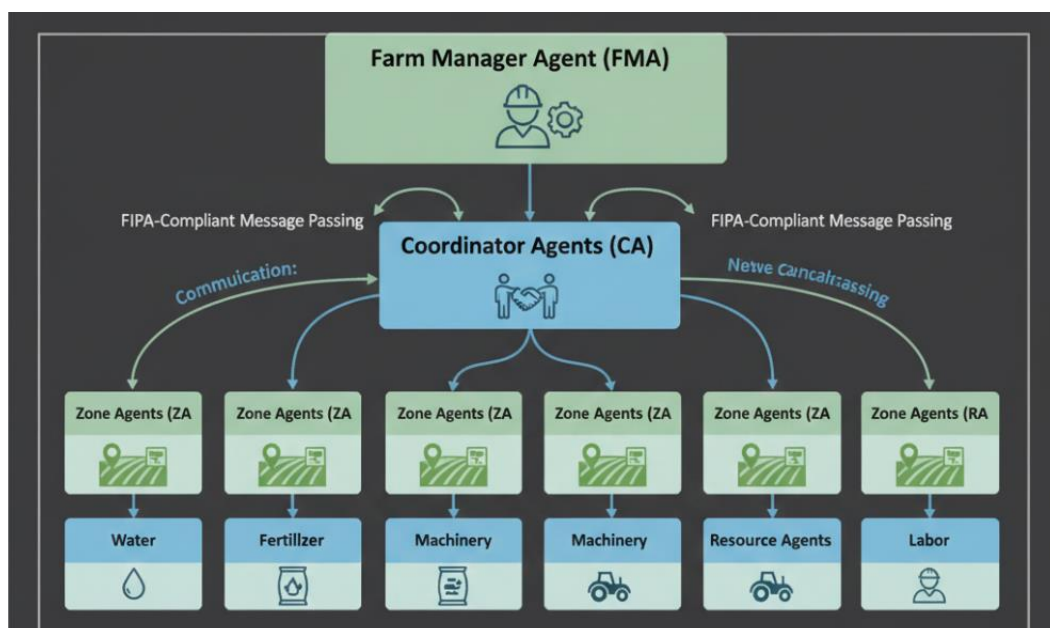 Farm Manager Agent (FMA)
FIPA-Compliant Message Passing
FIPA-Compliant Message Passing
Coordinator Agents (CA)
Commuication:
Zone Agents (ZA
Zone Agents (ZA
Zone Agents (ZA
Zone Agents (ZA
Zone Agents (ZA
Zone Agents (RA
Water
Fertillzer
Machinery
Machinery
Resource Agents
Labor